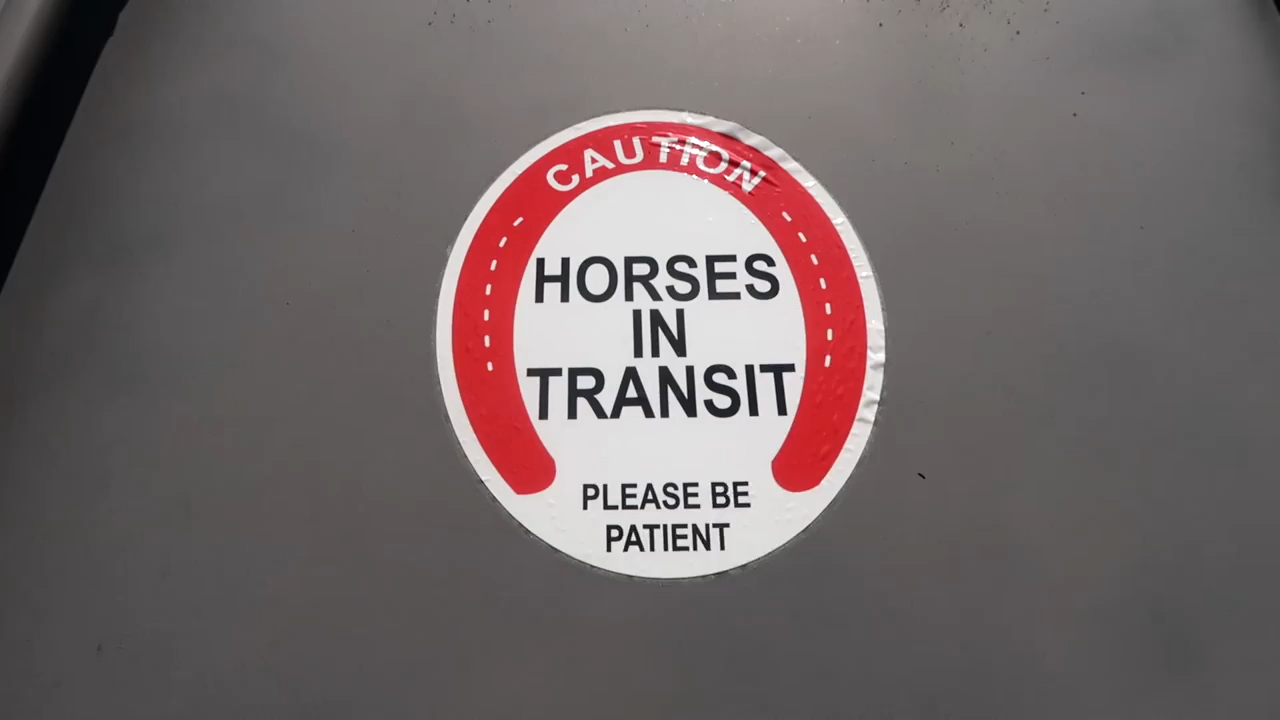 CAUTION
HORSES
IN
TRANSIT
PLEASE BE
PATIENT